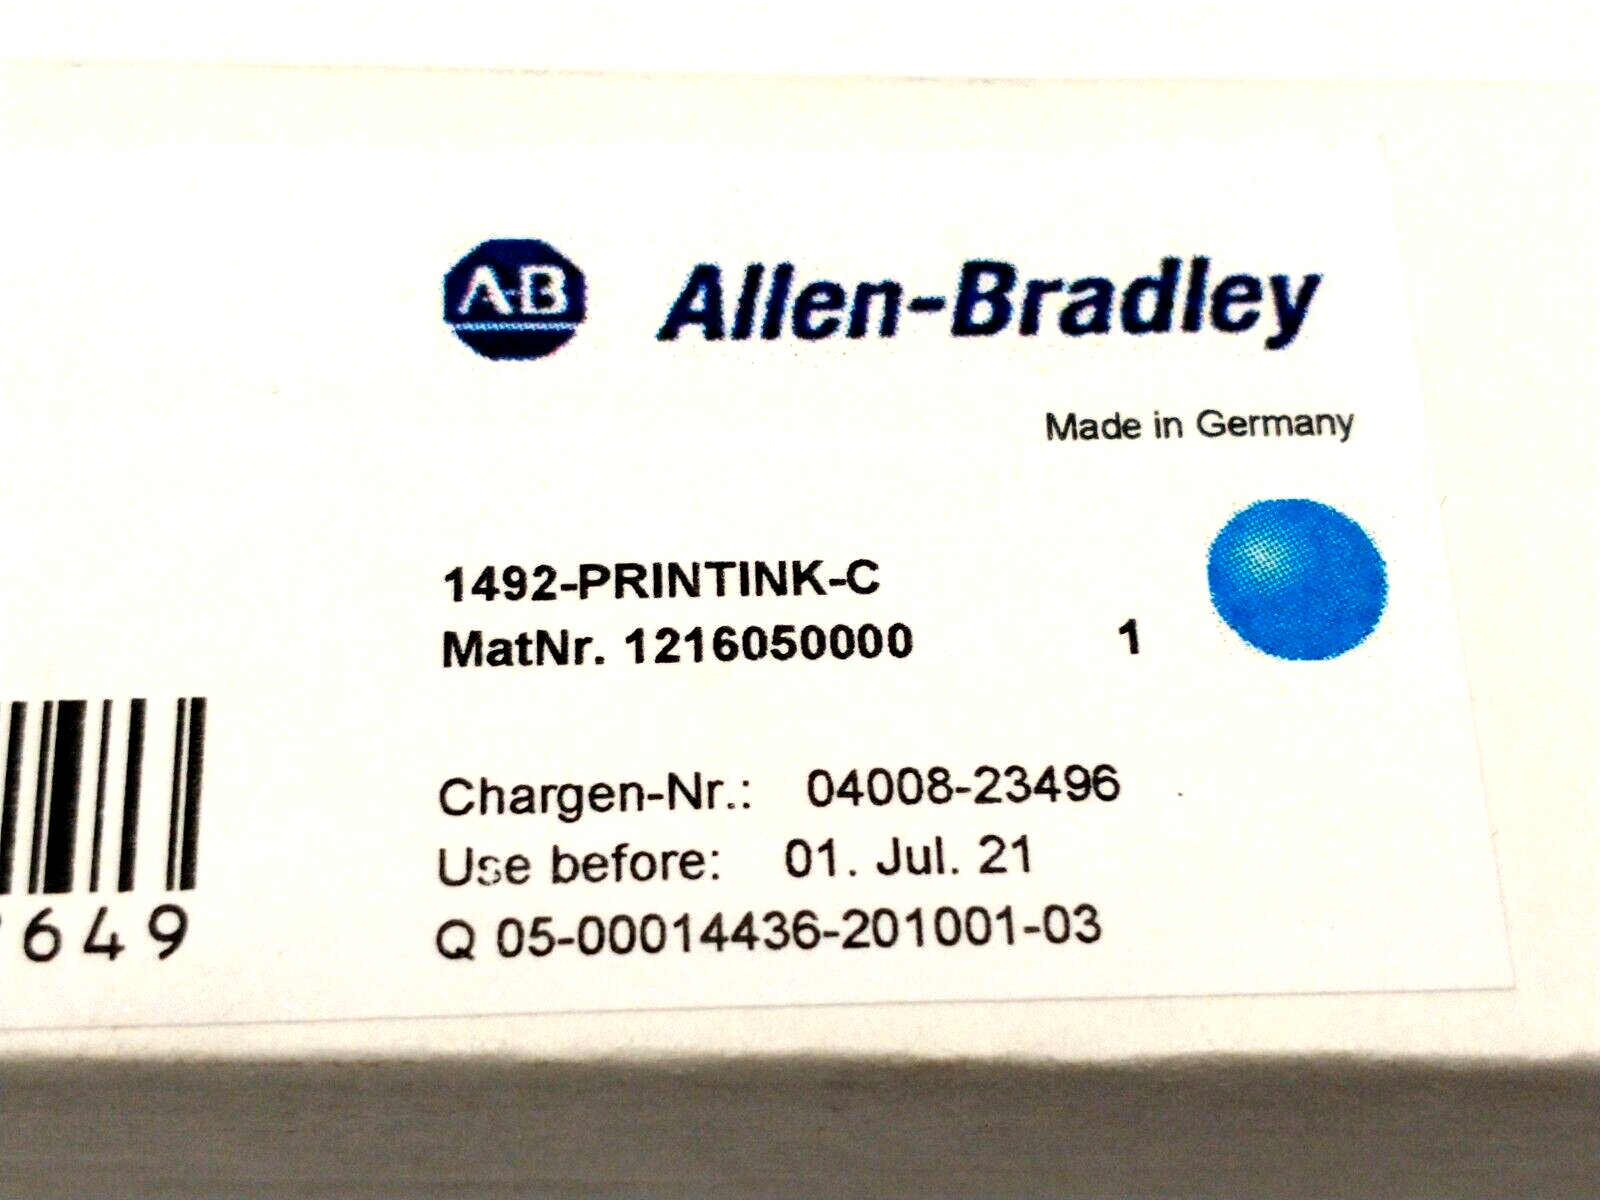 A-B Allen-Bradley
Made in Germany
1492-PRINTINK-C
MatNr. 1216050000 1
Chargen-Nr.: 04008-23496
Use before: 01. Jul. 21
Q 05-00014436-201001-03
649